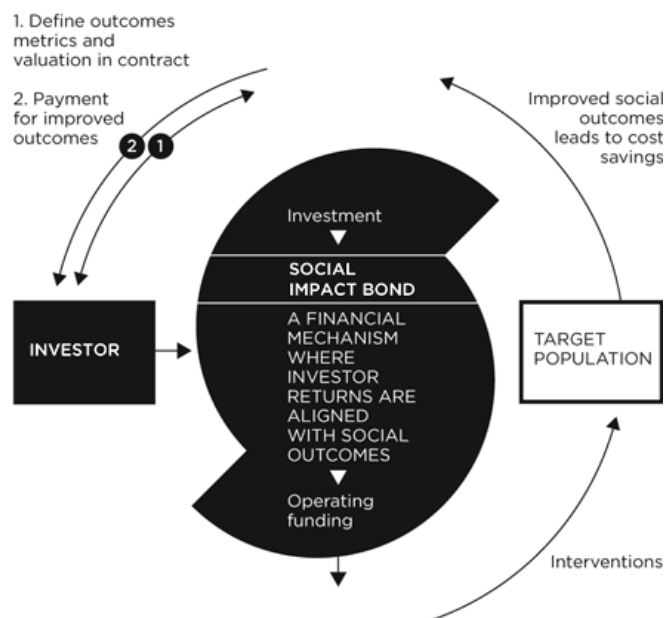 1. Define outcomes
metrics and
valuation in contract
2. Payment
for improved
outcomes
2 1
Improved social
outcomes
leads to cost
savings
Investment
SOCIAL
IMPACT BOND
A FINANCIAL
MECHANISM
WHERE
INVESTOR
RETURNS ARE
ALIGNED
WITH SOCIAL
OUTCOMES
Operating
funding
INVESTOR
TARGET
POPULATION
Interventions